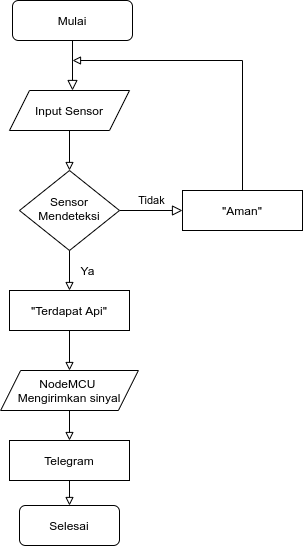 Mulai
Input Sensor
Sensor
Mendeteksi
Tidak
"Aman"
Ya
"Terdapat Api"
NodeMCU
Mengirimkan sinyal
Telegram
Selesai